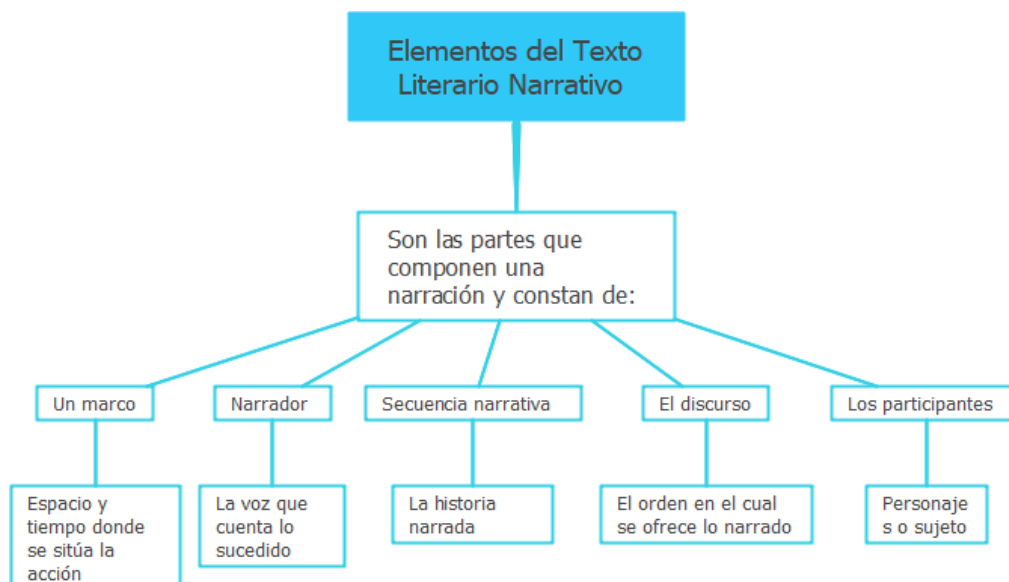 Elementos del Texto
Literario Narrativo
Son las partes que
componen una
narración y constan de:
Un marco
Narrador
Secuencia narrativa
El discurso
Los participantes
Espacio y
tiempo donde
se sitúa la
acción
La voz que
cuenta lo
sucedido
La historia
narrada
El orden en el cual
se ofrece lo narrado
Personaje
s o sujeto